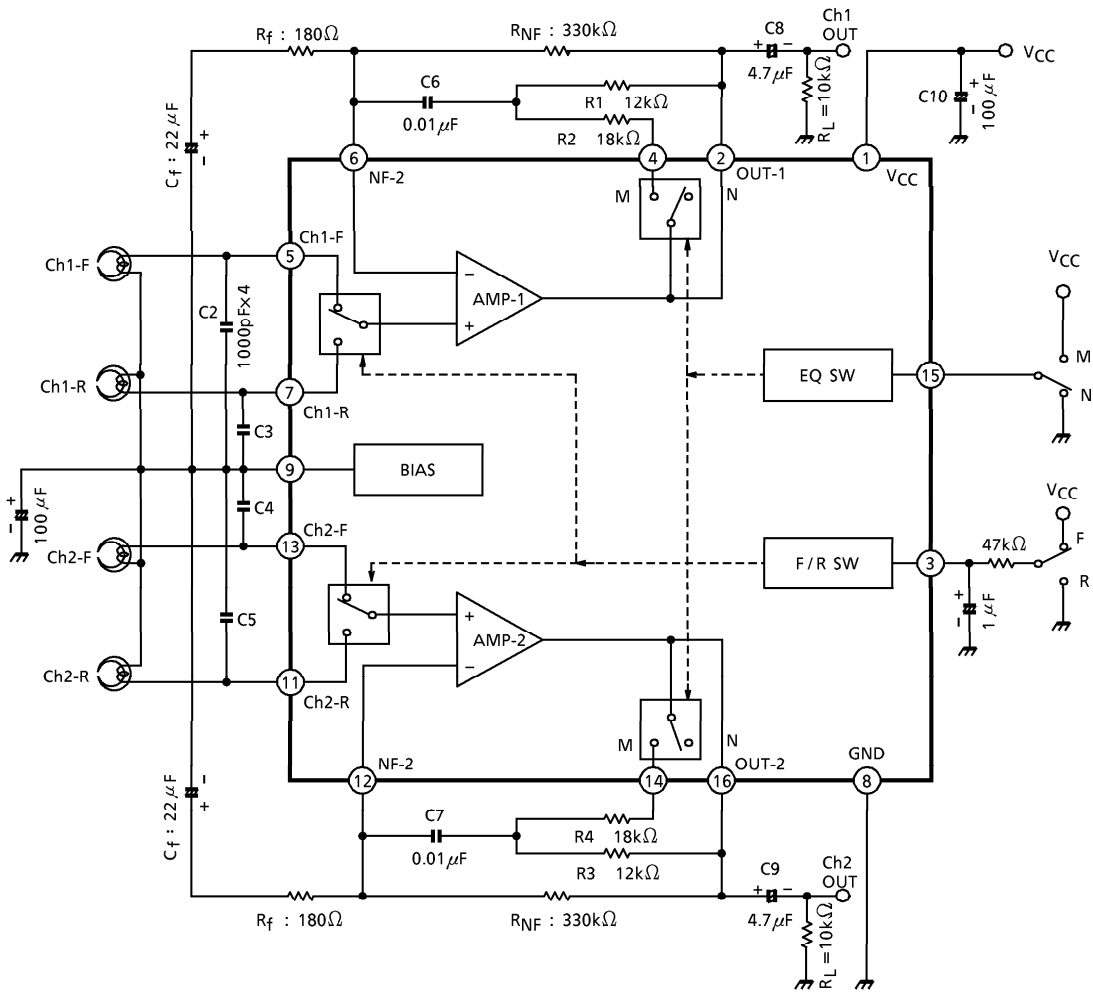 Rf : 180Ω
RNF : 330kΩ
C8
+ −
4.7μF
Ch1
OUT
RL = 10kΩ
VCC
C10
+
−
100μF
C6
0.01μF
R1 12kΩ
R2 18kΩ
Cf : 22μF
+
−
6
NF-2
4
2
OUT-1
1
VCC
M
N
Ch1-F
5
Ch1-F
C2
1000pF×4
−
AMP-1
+
Ch1-R
7
Ch1-R
C3
EQ SW
15
VCC
M
N
9
BIAS
+
−
100μF
C4
Ch2-F
13
Ch2-F
F/R SW
3
47kΩ
VCC
F
R
+
−
1μF
C5
+
AMP-2
−
Ch2-R
11
Ch2-R
M
N
NF-2
12
14
16
OUT-2
GND
8
Cf : 22μF
−
+
C7
0.01μF
R4 18kΩ
R3 12kΩ
Rf : 180Ω
RNF : 330kΩ
C9
+ −
4.7μF
Ch2
OUT
RL = 10kΩ